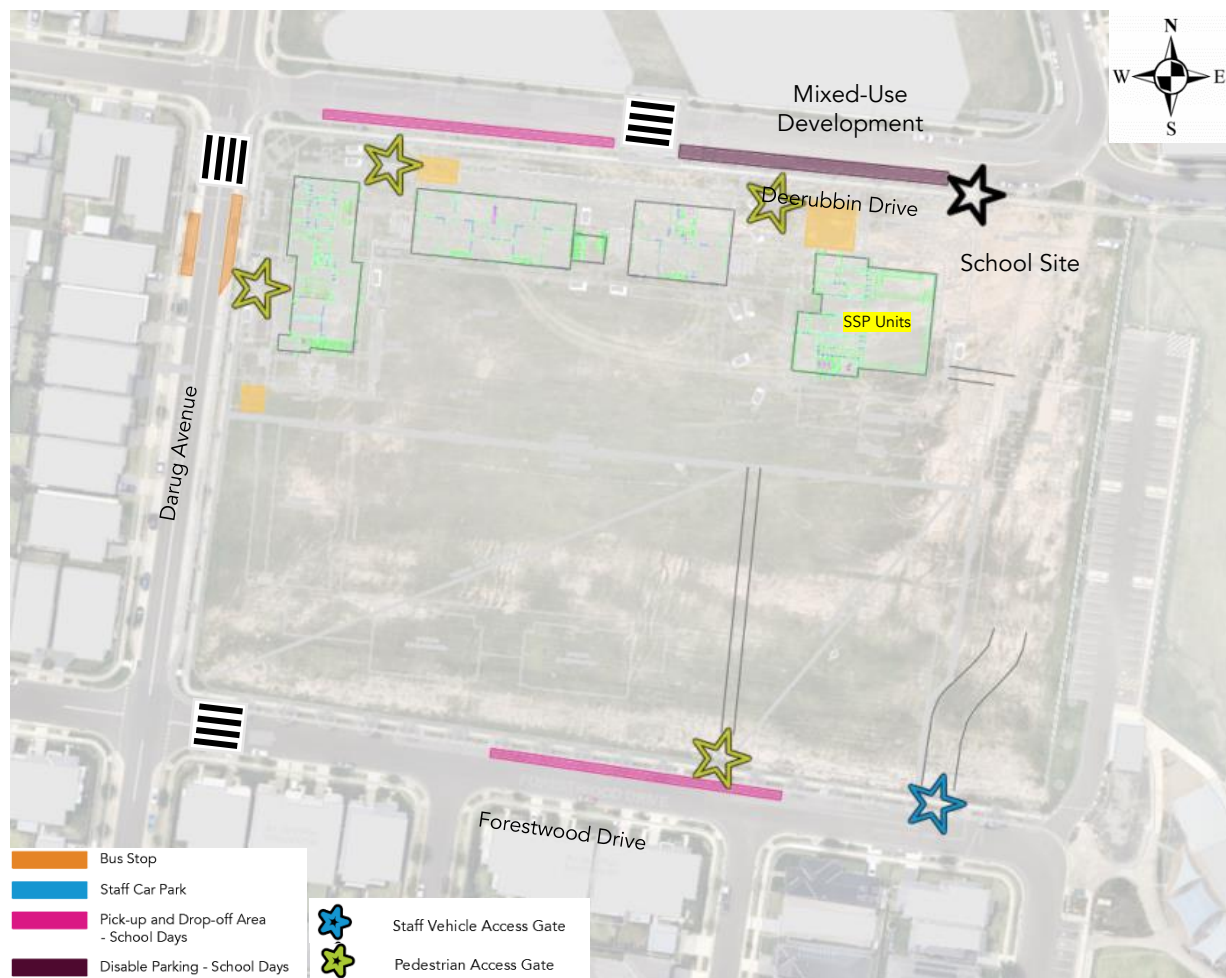 N
W
E
S
Mixed-Use
Development
Deerubbin Drive
School Site
SSP Units
Darug Avenue
Forestwood Drive
Bus Stop
Staff Car Park
Pick-up and Drop-off Area
- School Days
Disable Parking - School Days
Staff Vehicle Access Gate
Pedestrian Access Gate